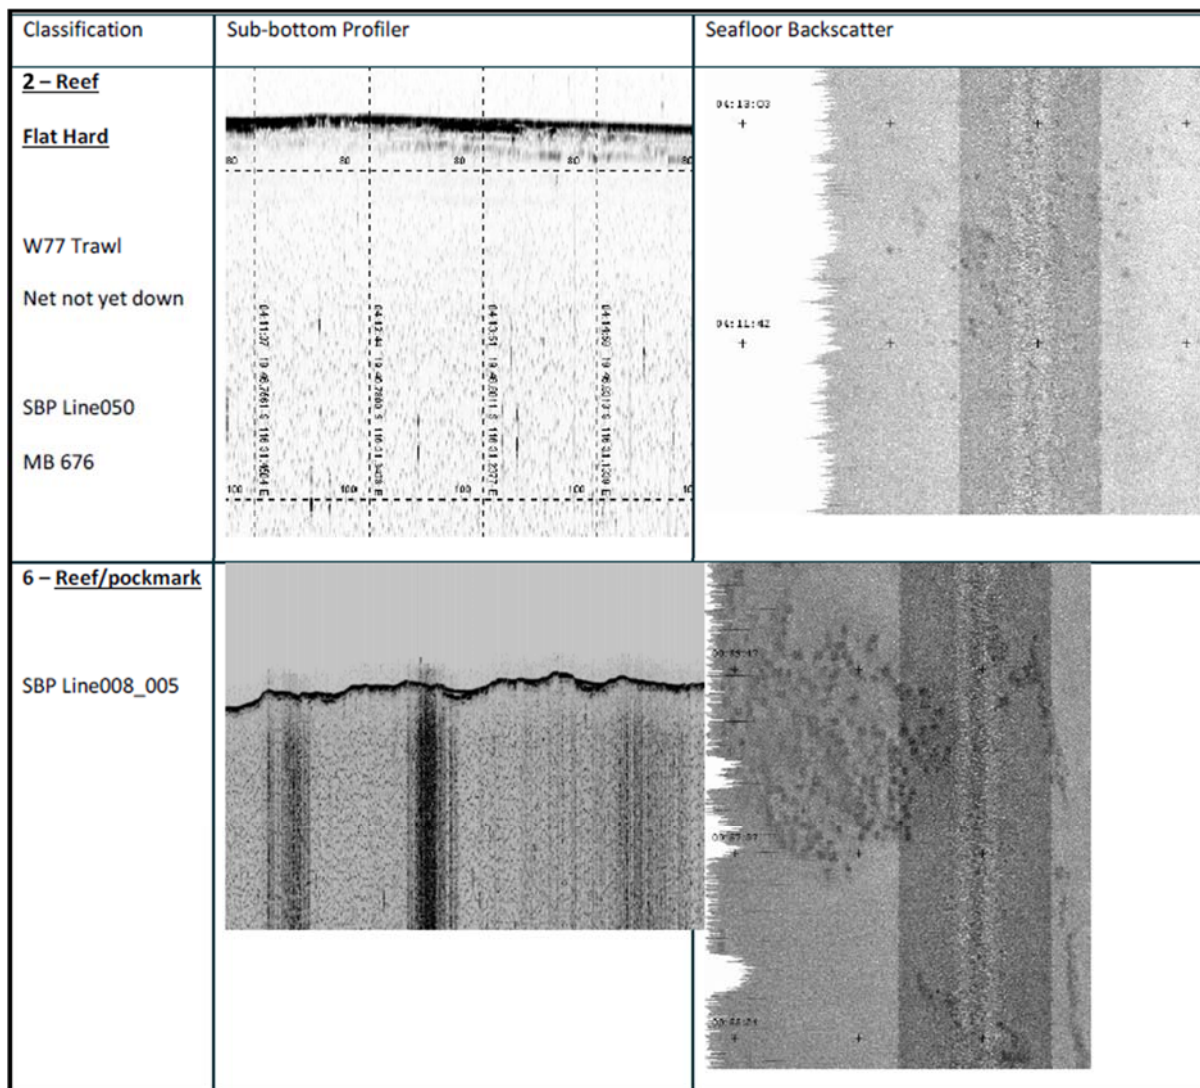 Classification
Sub-bottom Profiler
Seafloor Backscatter
2 – Reef
Flat Hard
W77 Trawl
Net not yet down
SBP Line050
MB 676
80 80 80 80 80
100 100 100 100
04:13:03
04:11:42
6 – Reef/pockmark
SBP Line008_005